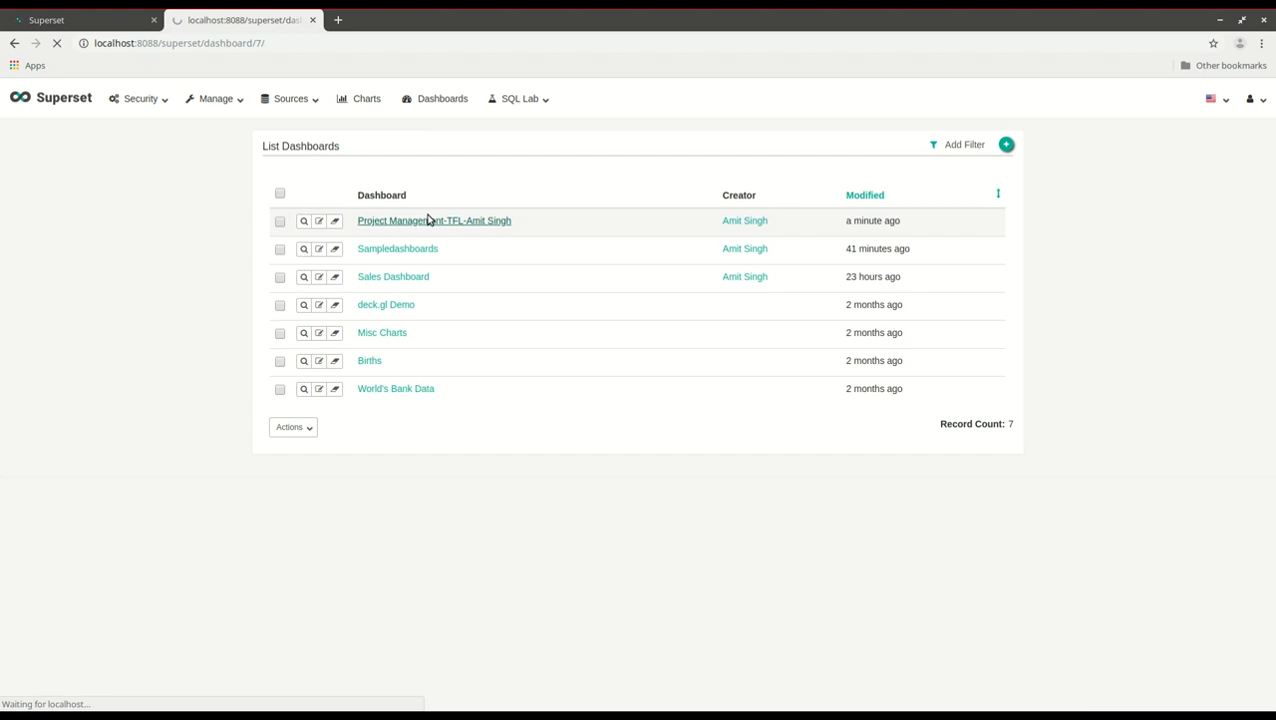 Superset
localhost:8088/superset/das
localhost:8088/superset/dashboard/7/
Apps
Other bookmarks
Superset Security Manage Sources Charts Dashboards SQL Lab
List Dashboards
Add Filter
Dashboard Creator Modified
Project Management-TFL-Amit Singh Amit Singh a minute ago
Sampledashboards Amit Singh 41 minutes ago
Sales Dashboard Amit Singh 23 hours ago
deck.gl Demo 2 months ago
Misc Charts 2 months ago
Births 2 months ago
World's Bank Data 2 months ago
Actions
Record Count: 7
Waiting for localhost...